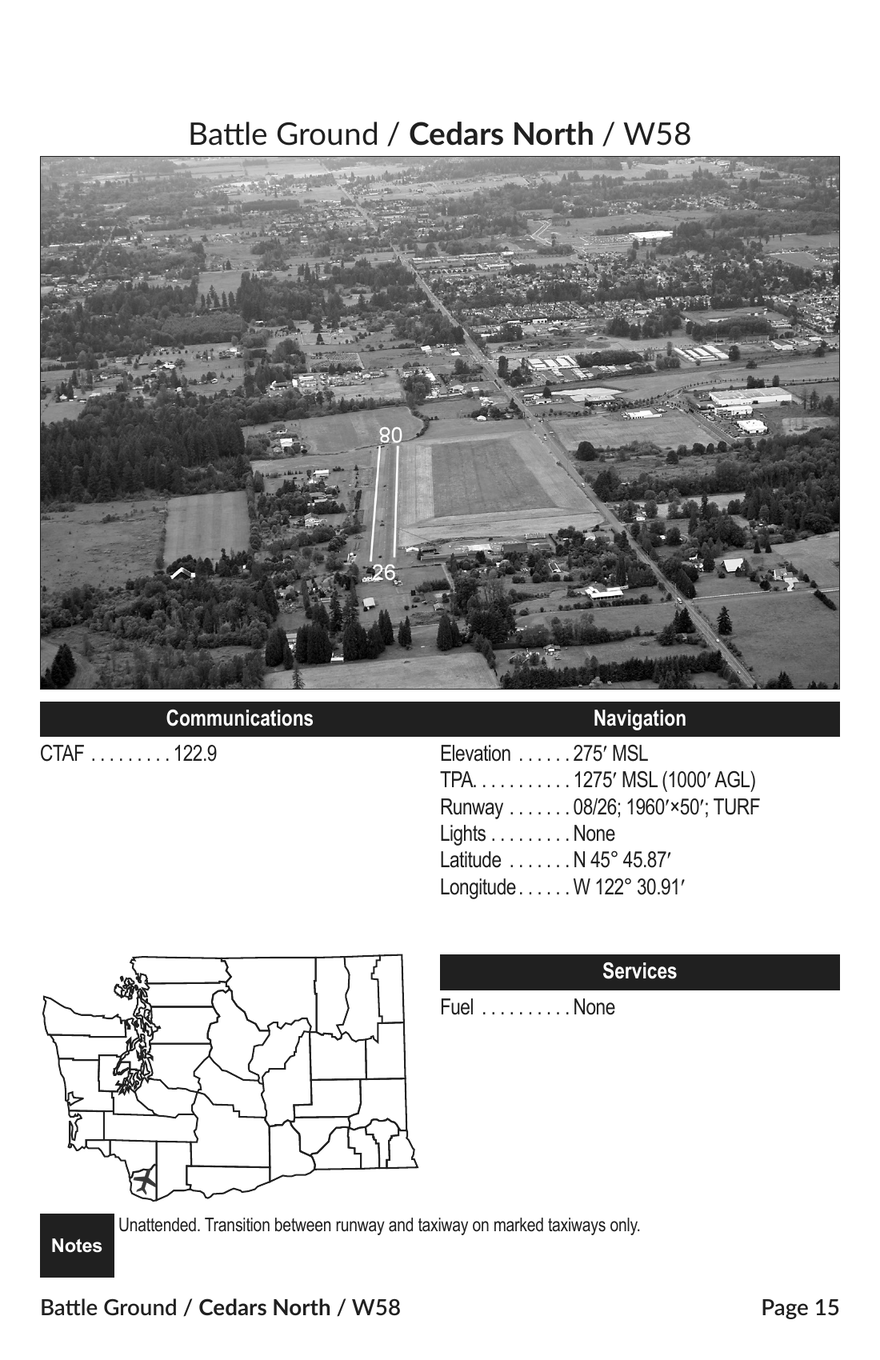 Battle Ground / Cedars North / W58
80
26
Communications
CTAF . . . . . . . . . 122.9
Navigation
Elevation . . . . . . 275′ MSL
TPA. . . . . . . . . . . 1275′ MSL (1000′ AGL)
Runway . . . . . . . 08/26; 1960′×50′; TURF
Lights . . . . . . . . . None
Latitude . . . . . . . N 45° 45.87′
Longitude . . . . . . W 122° 30.91′
Services
Fuel . . . . . . . . . . None
Notes
Unattended. Transition between runway and taxiway on marked taxiways only.
Battle Ground / Cedars North / W58
Page 15